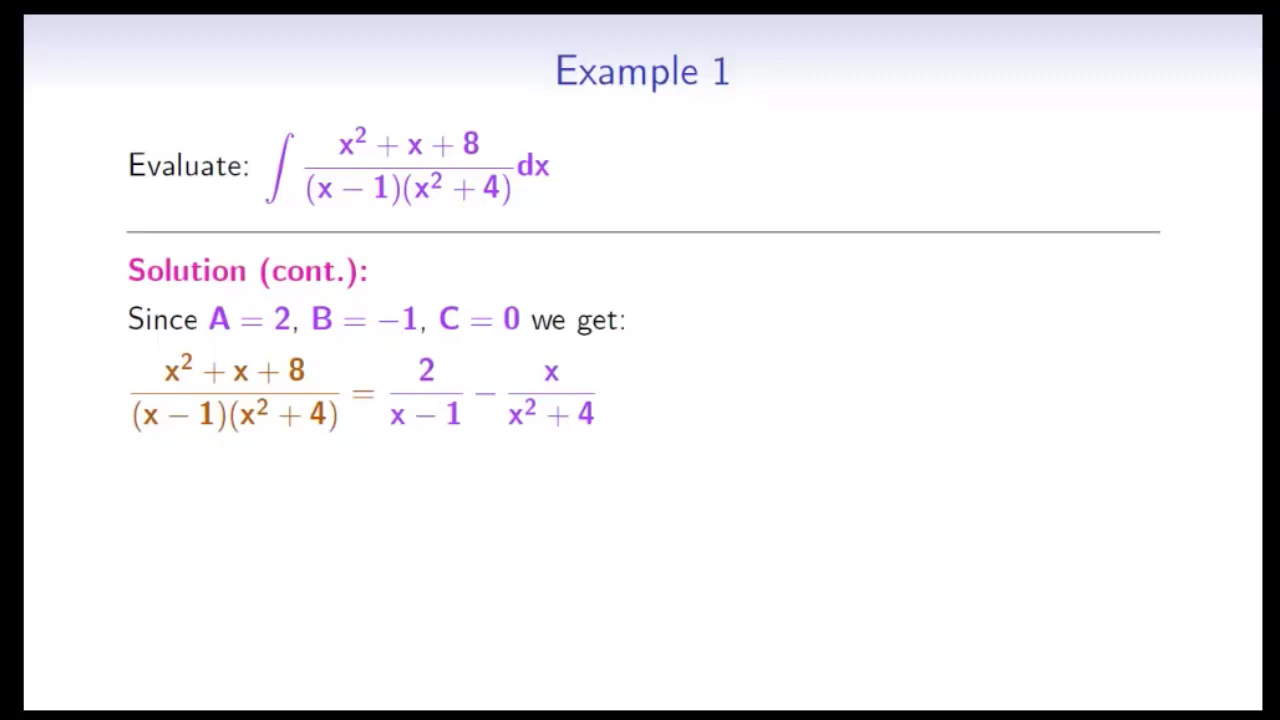 Example 1
Evaluate: ∫ (x² + x + 8)/((x − 1)(x² + 4)) dx
Solution (cont.):
Since A = 2, B = −1, C = 0 we get:
(x² + x + 8)/((x − 1)(x² + 4)) = 2/(x − 1) − x/(x² + 4)